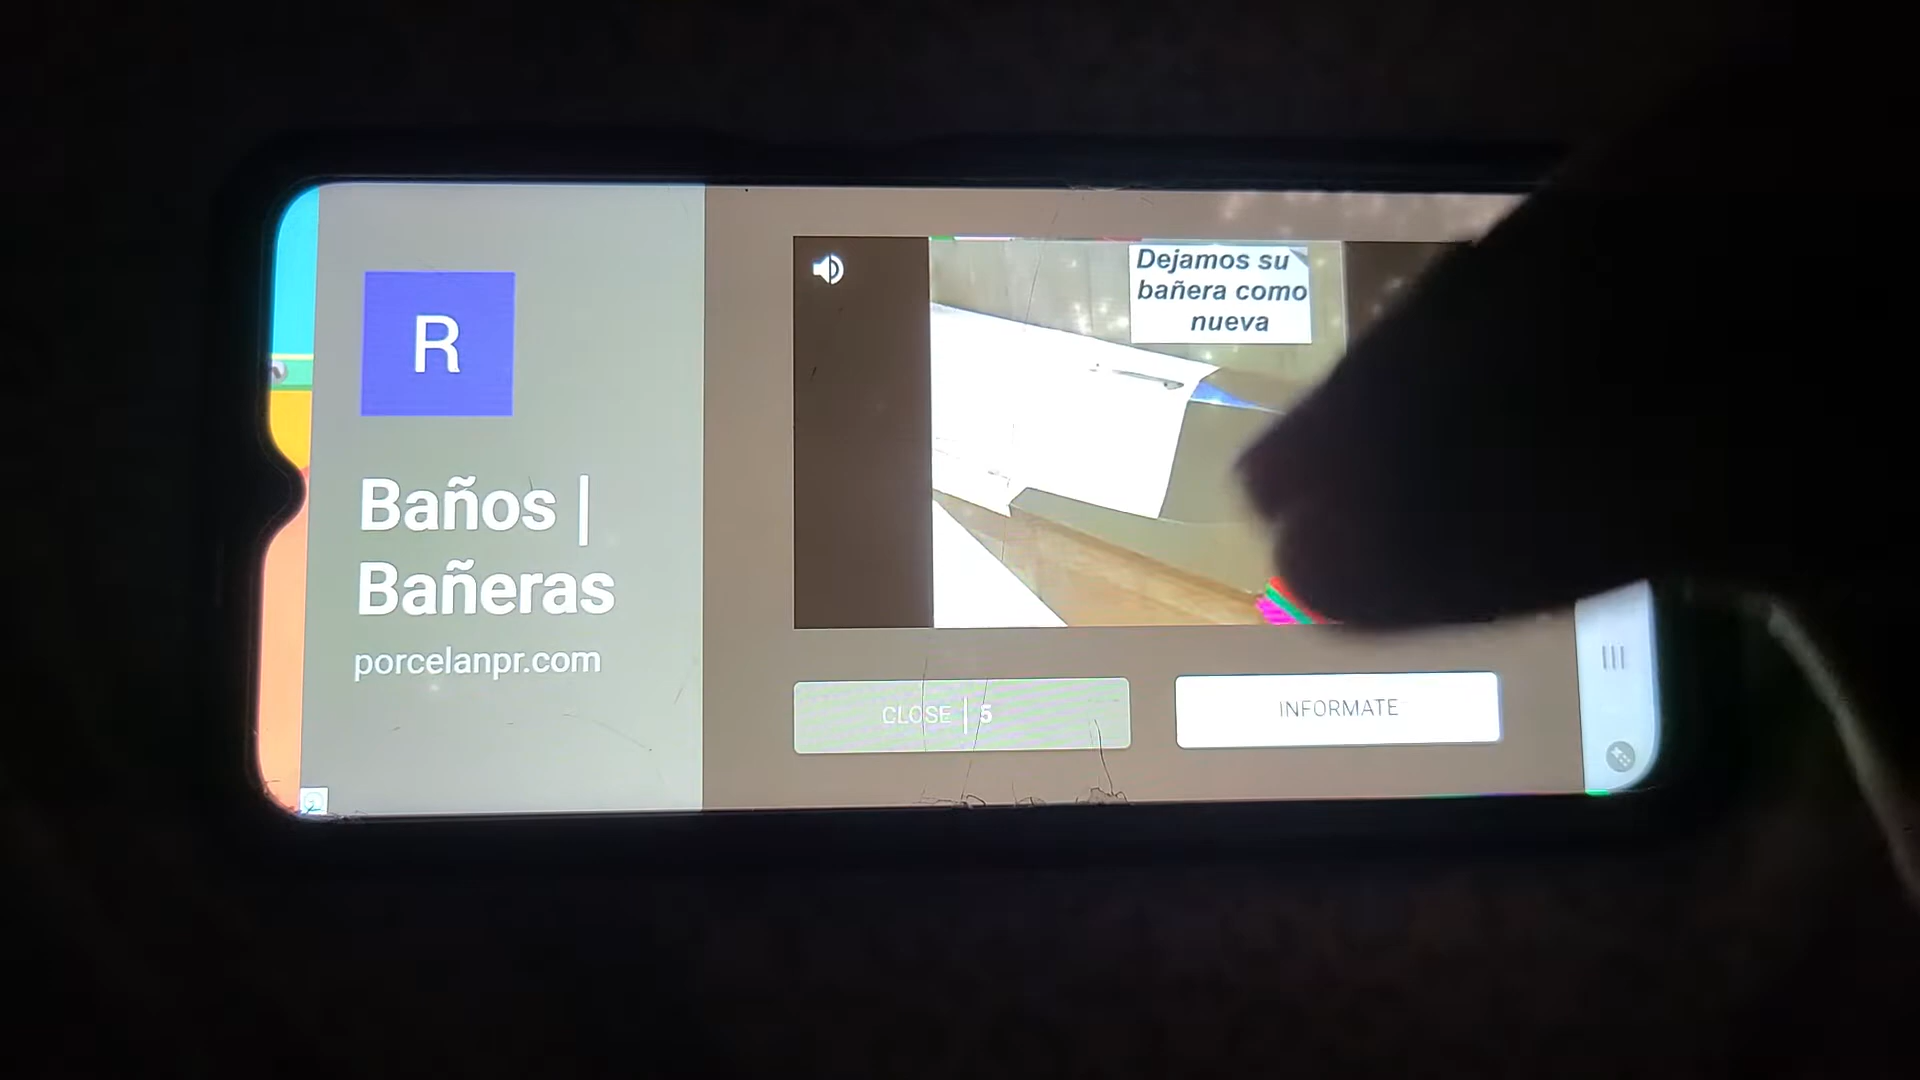 R
Baños |
Bañeras
porcelanpr.com
Dejamos su
bañera como
nueva
CLOSE | 5
INFORMATE